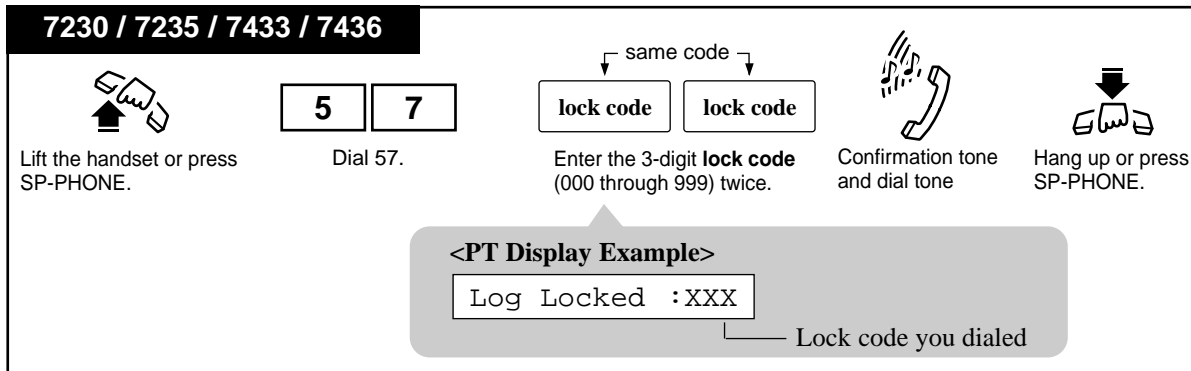 7230 / 7235 / 7433 / 7436
same code
5 7
lock code lock code
Lift the handset or press
SP-PHONE.
Dial 57.
Enter the 3-digit lock code
(000 through 999) twice.
Confirmation tone
and dial tone
Hang up or press
SP-PHONE.
<PT Display Example>
Log Locked :XXX
Lock code you dialed